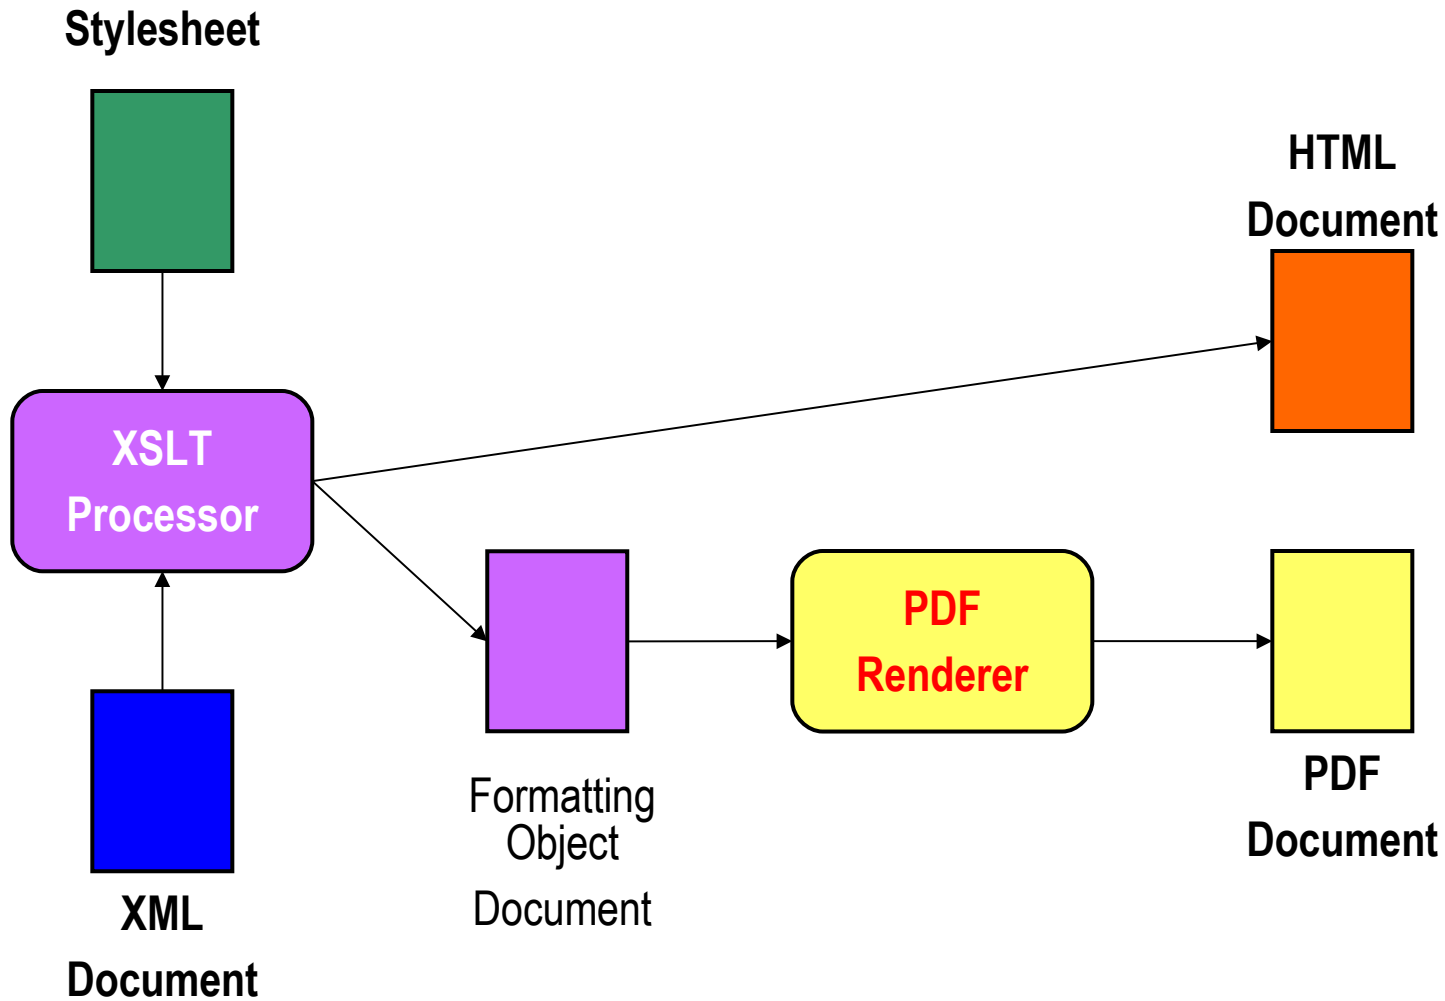 Stylesheet
HTML
Document
XSLT
Processor
PDF
Renderer
Formatting
Object
Document
PDF
Document
XML
Document